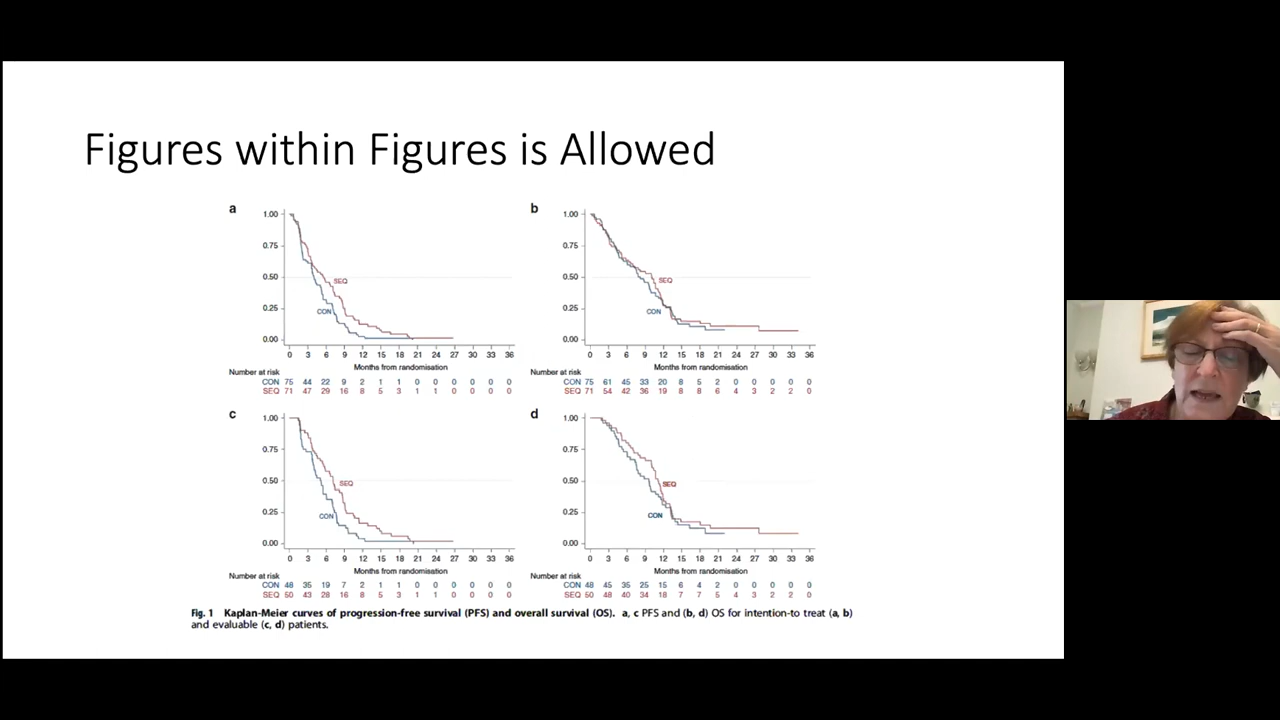 Figures within Figures is Allowed
a
1.00
0.75
0.50
0.25
0.00
SEQ
CON
0 3 6 9 12 15 18 21 24 27 30 33 36
Months from randomisation
Number at risk
CON 75 44 22 9 2 1 1 0 0 0 0 0 0
SEQ 71 47 29 16 8 5 3 1 1 0 0 0 0
b
1.00
0.75
0.50
0.25
0.00
SEQ
CON
0 3 6 9 12 15 18 21 24 27 30 33 36
Months from randomisation
Number at risk
CON 75 61 45 33 20 8 5 2 0 0 0 0 0
SEQ 71 54 42 36 19 8 8 6 4 3 2 2 0
c
1.00
0.75
0.50
0.25
0.00
SEQ
CON
0 3 6 9 12 15 18 21 24 27 30 33 36
Months from randomisation
Number at risk
CON 48 35 19 7 2 1 1 0 0 0 0 0 0
SEQ 50 43 28 16 8 5 3 1 1 0 0 0 0
d
1.00
0.75
0.50
0.25
0.00
SEQ
CON
0 3 6 9 12 15 18 21 24 27 30 33 36
Months from randomisation
Number at risk
CON 48 45 35 25 15 6 4 2 0 0 0 0 0
SEQ 50 48 40 34 18 7 7 5 4 3 2 2 0
Fig. 1 Kaplan-Meier curves of progression-free survival (PFS) and overall survival (OS). a, c PFS and (b, d) OS for intention-to treat (a, b)
and evaluable (c, d) patients.